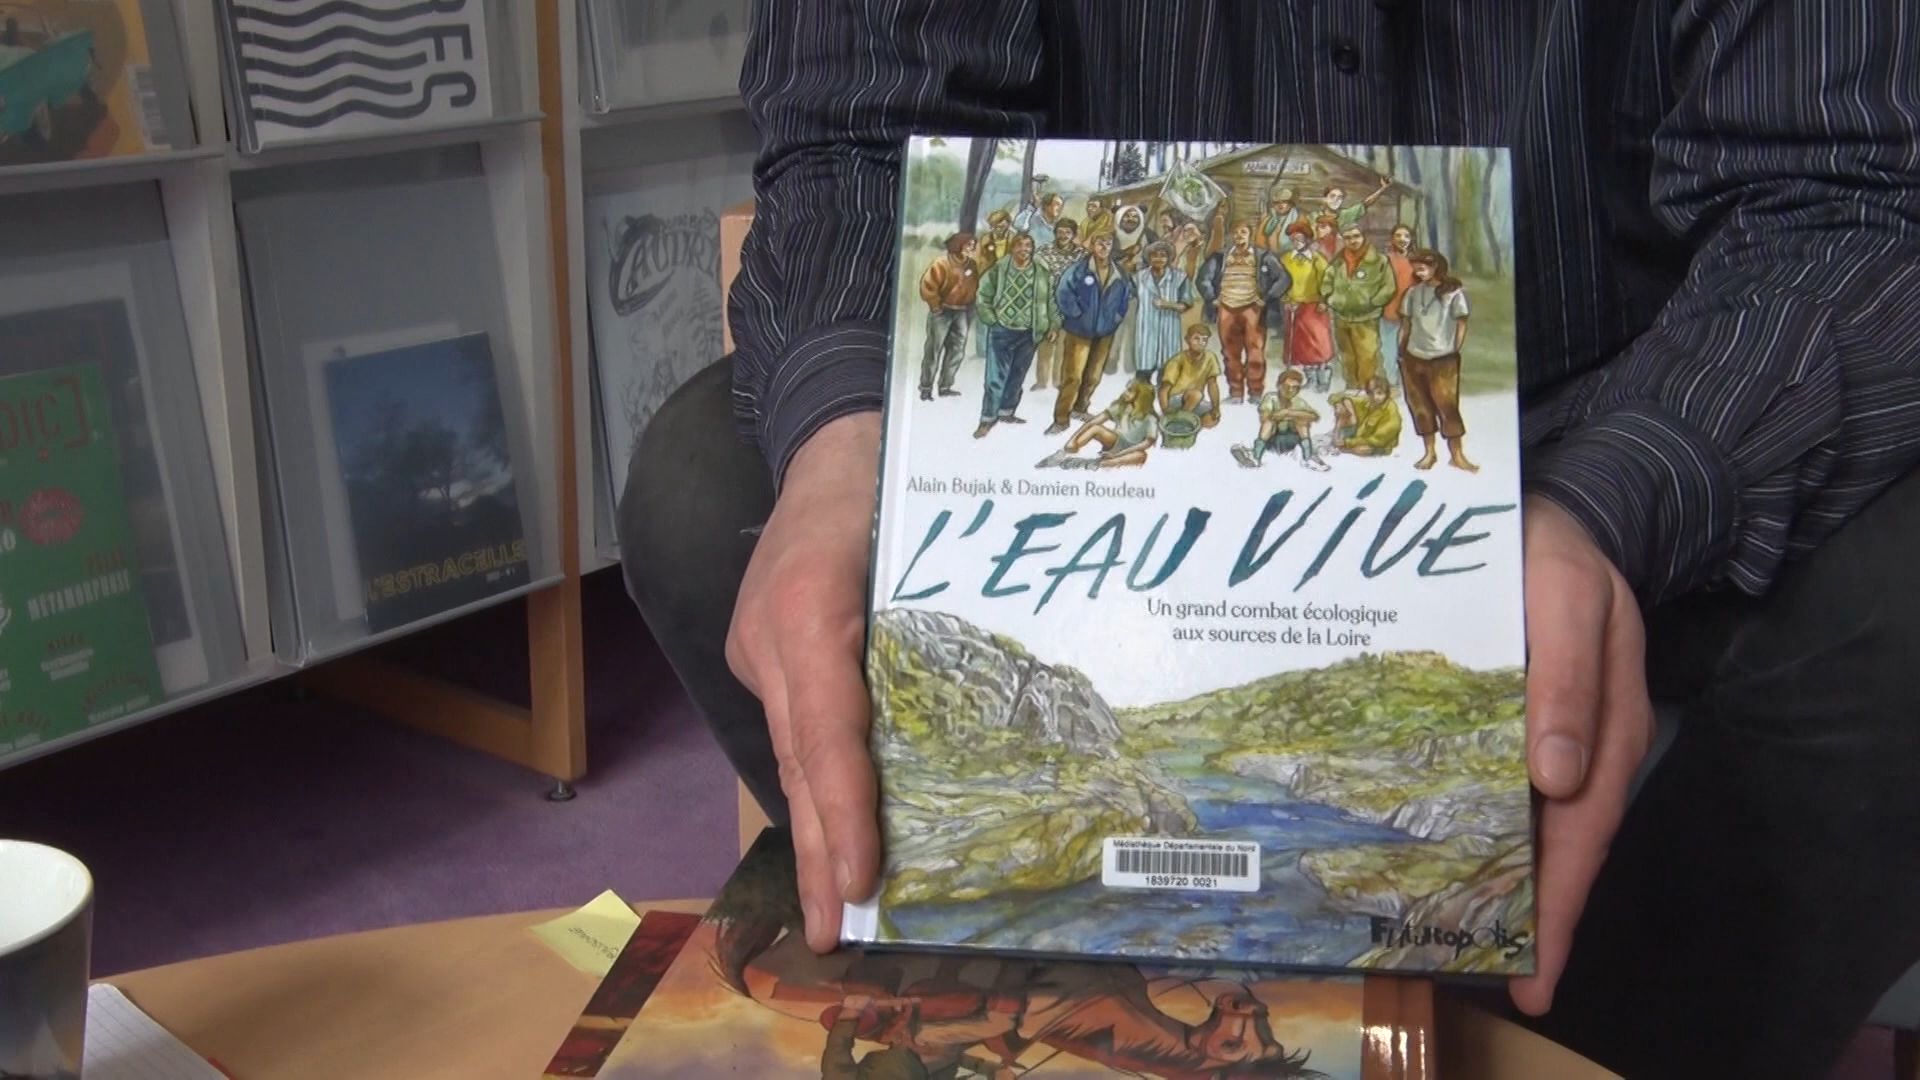 Alain Bujak & Damien Roudeau
L'EAU VIVE
Un grand combat écologique
aux sources de la Loire
Médiathèque Départementale du Nord
1839720 0021
Futuropolis
L'ESTRACELLE
MÉTAMORPHOSE